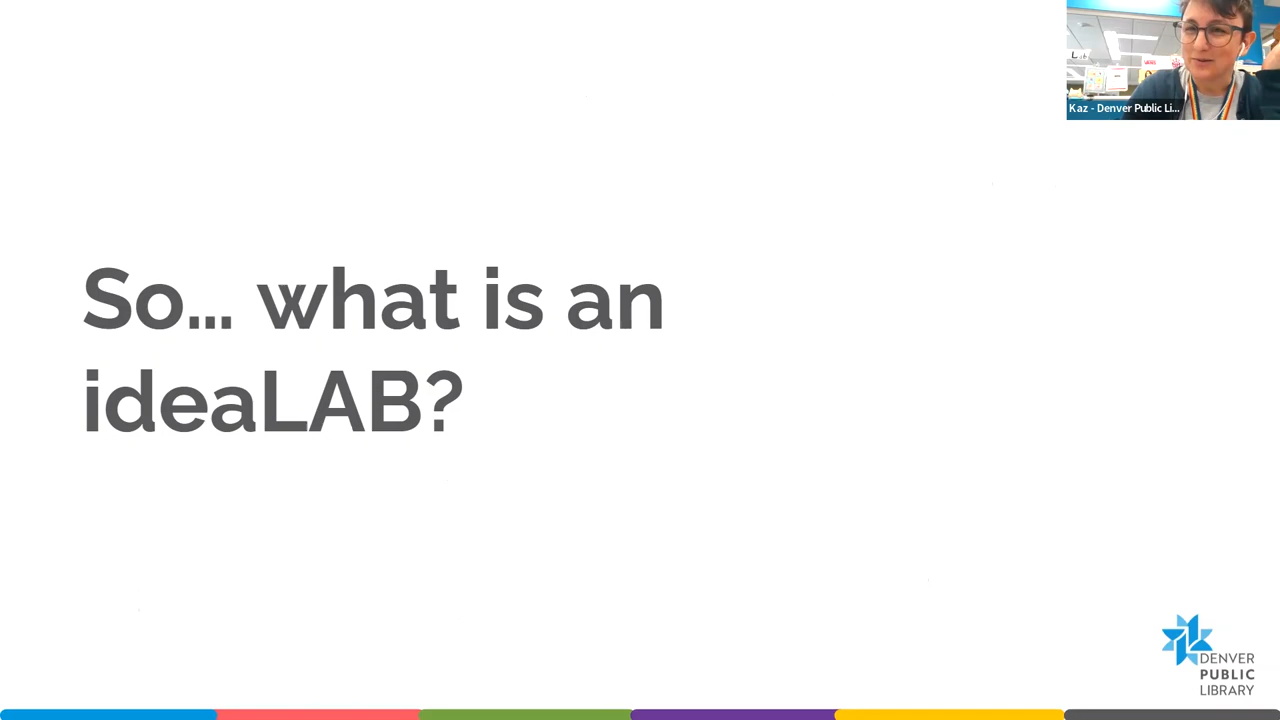 Kaz - Denver Public Li...
So... what is an
ideaLAB?
DENVER
PUBLIC
LIBRARY